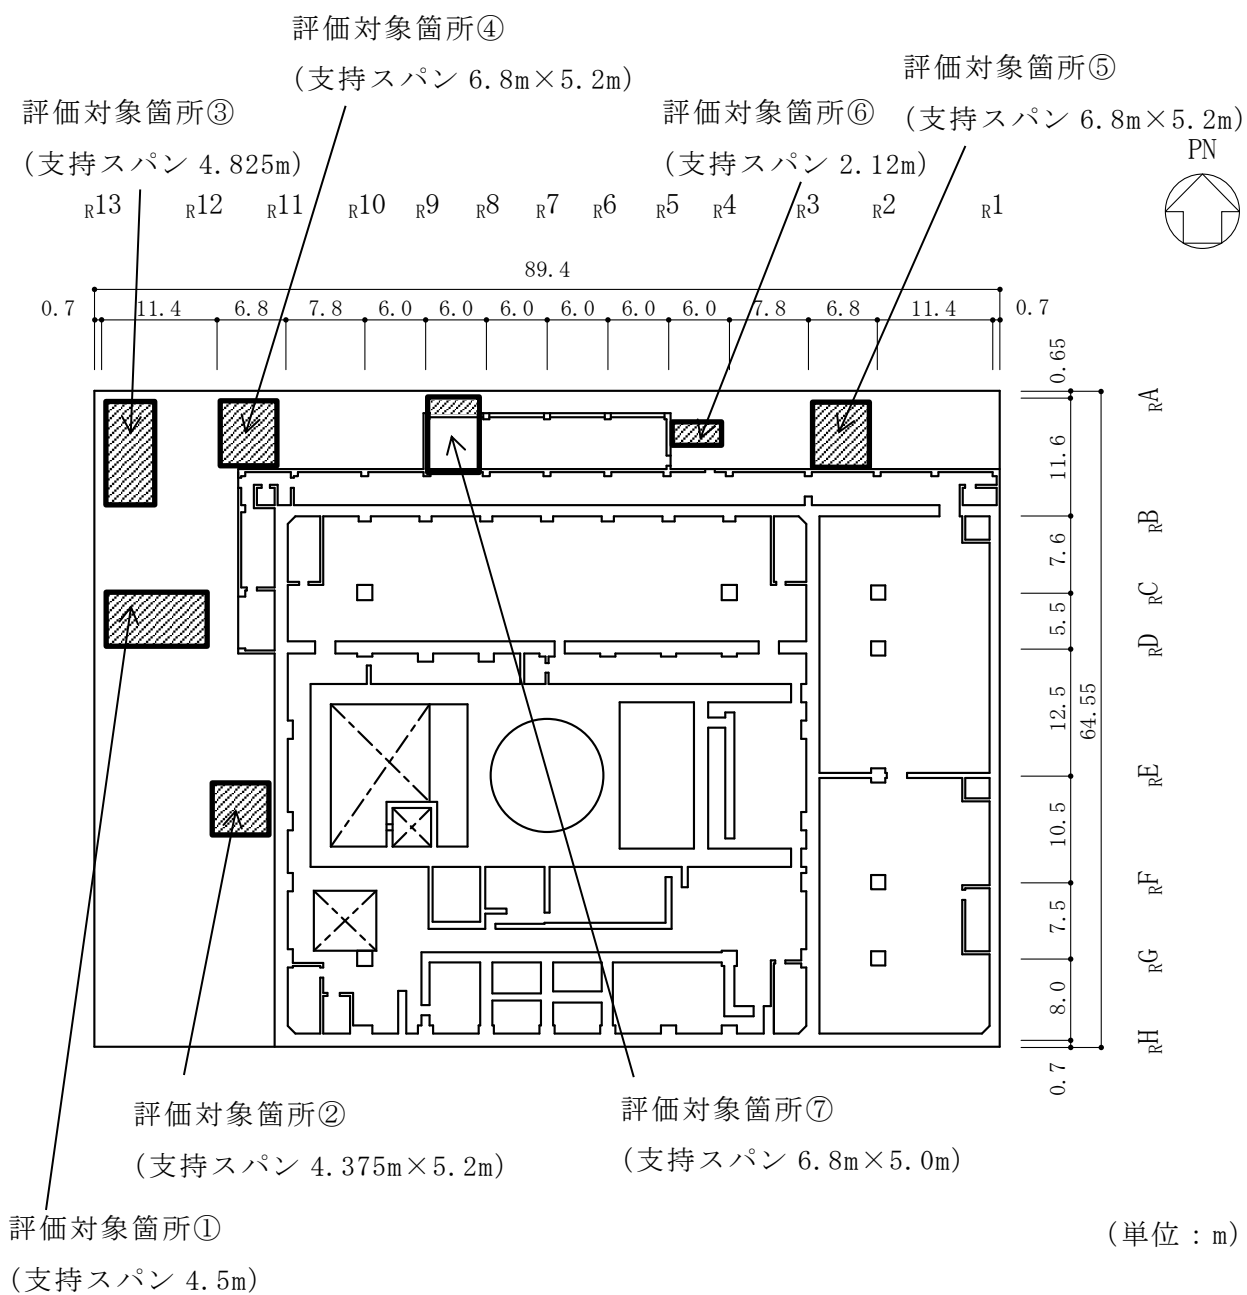 評価対象箇所④
(支持スパン 6.8m×5.2m)
評価対象箇所⑤
(支持スパン 6.8m×5.2m)
評価対象箇所③
(支持スパン 4.825m)
評価対象箇所⑥
(支持スパン 2.12m)
PN
R13 R12 R11 R10 R9 R8 R7 R6 R5 R4 R3 R2 R1
89.4
0.7 11.4 6.8 7.8 6.0 6.0 6.0 6.0 6.0 6.0 7.8 6.8 11.4 0.7
0.65
RA
11.6
RB
7.6
RC
5.5
RD
12.5
64.55
RE
10.5
RF
7.5
RG
8.0
RH
0.7
評価対象箇所②
(支持スパン 4.375m×5.2m)
評価対象箇所⑦
(支持スパン 6.8m×5.0m)
評価対象箇所①
(支持スパン 4.5m)
(単位：m)